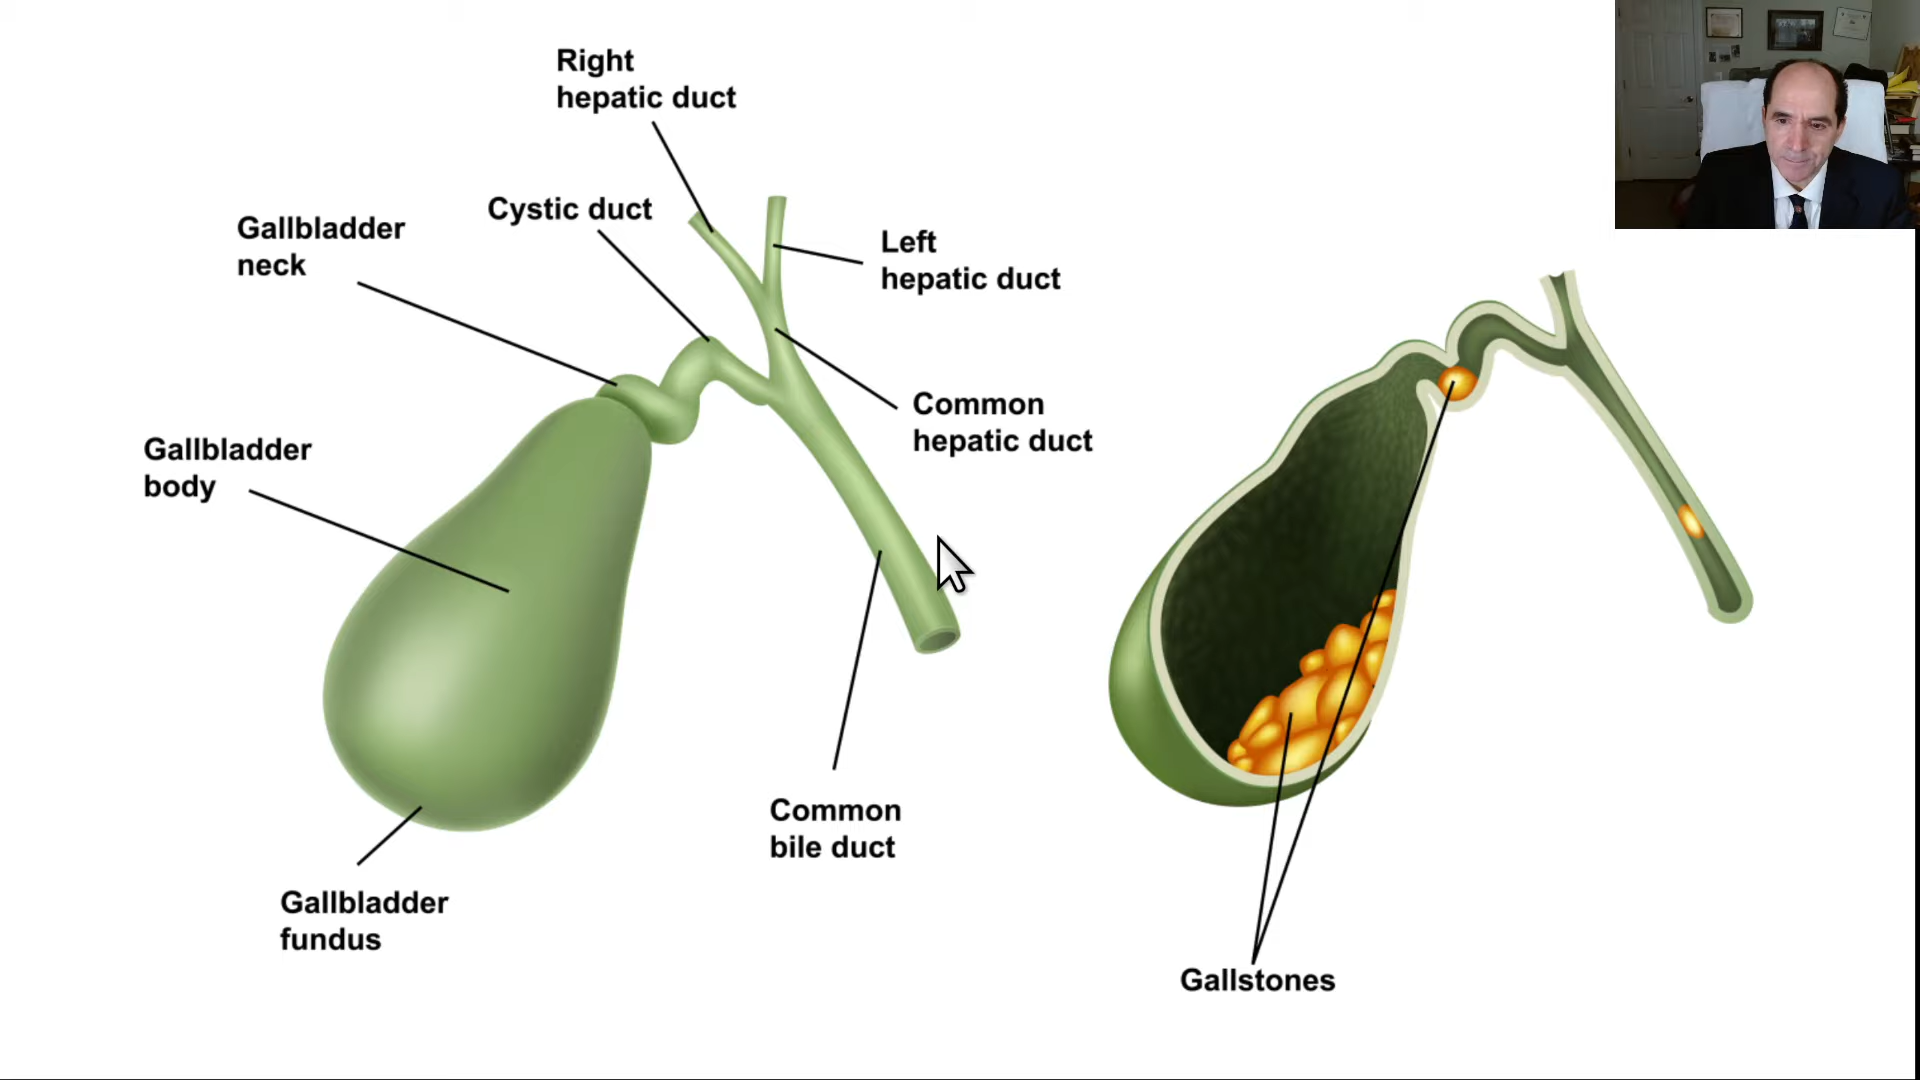 Right
hepatic duct
Cystic duct
Gallbladder
neck
Left
hepatic duct
Common
hepatic duct
Gallbladder
body
Common
bile duct
Gallbladder
fundus
Gallstones